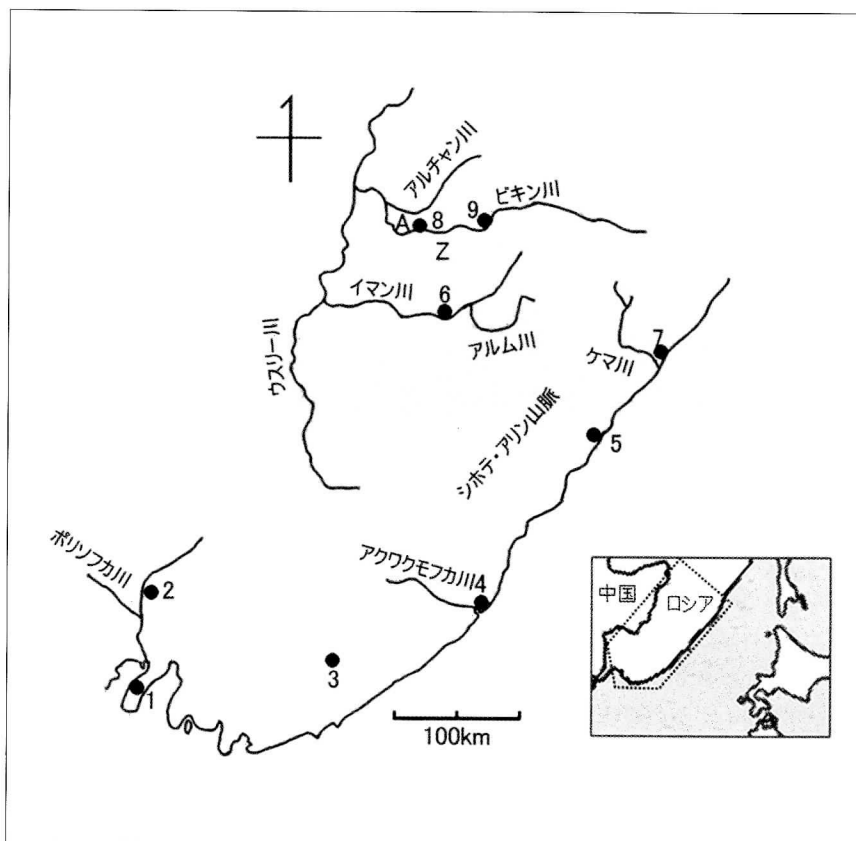 アルチャン川
ビキン川
A
8
9
Z
イマン川
6
アルム川
ウスリー川
7
ケマ川
シホテ・アリン山脈
5
ポリソフカ川
2
アクワクモフカ川
4
中国
ロシア
3
1
100km